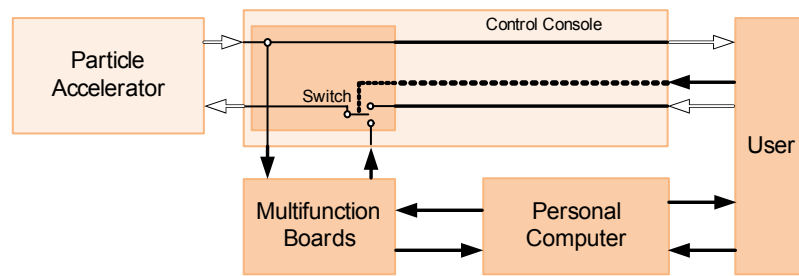 Particle
Accelerator
Control Console
Switch
User
Multifunction
Boards
Personal
Computer